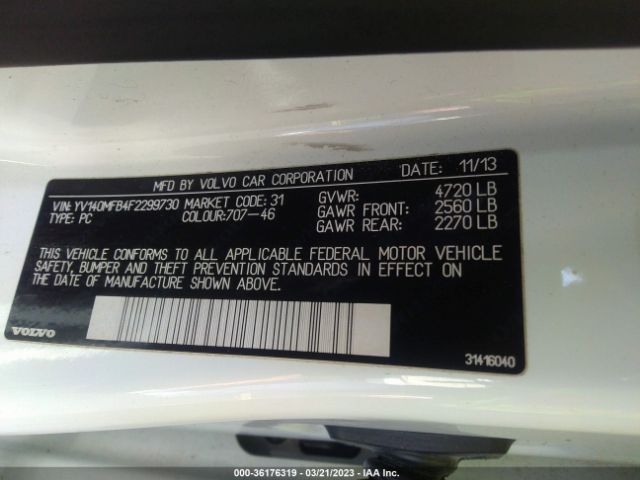 MFD BY VOLVO CAR CORPORATION DATE: 11/13
VIN: YV140MFB4F2299730 MARKET CODE: 31 GVWR: 4720 LB
TYPE: PC COLOUR:707-46 GAWR FRONT: 2560 LB
GAWR REAR: 2270 LB
THIS VEHICLE CONFORMS TO ALL APPLICABLE FEDERAL MOTOR VEHICLE
SAFETY, BUMPER AND THEFT PREVENTION STANDARDS IN EFFECT ON
THE DATE OF MANUFACTURE SHOWN ABOVE.
VOLVO
31416040
000-36176319 - 03/21/2023 - IAA Inc.